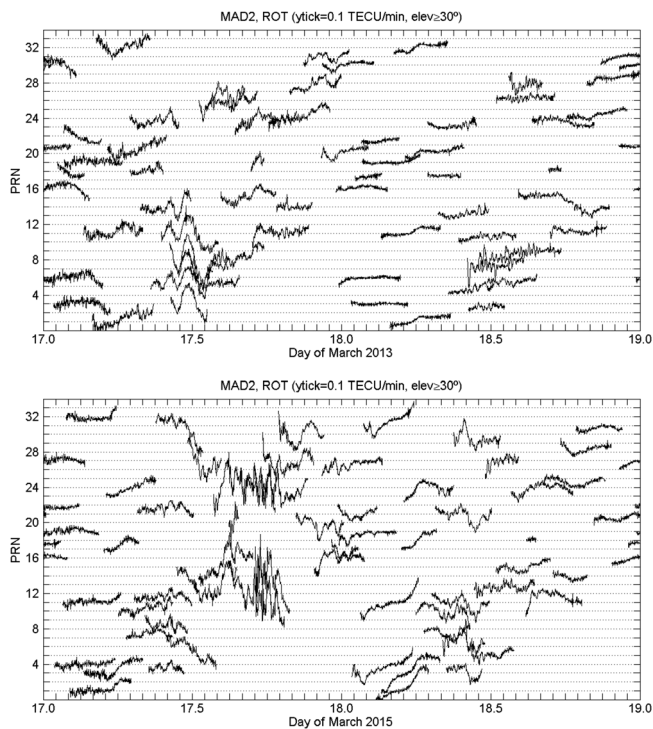 MAD2, ROT (ytick=0.1 TECU/min, elev≥30º)
PRN
32
28
24
20
16
12
8
4
17.0 17.5 18.0 18.5 19.0
Day of March 2013
MAD2, ROT (ytick=0.1 TECU/min, elev≥30º)
PRN
32
28
24
20
16
12
8
4
17.0 17.5 18.0 18.5 19.0
Day of March 2015